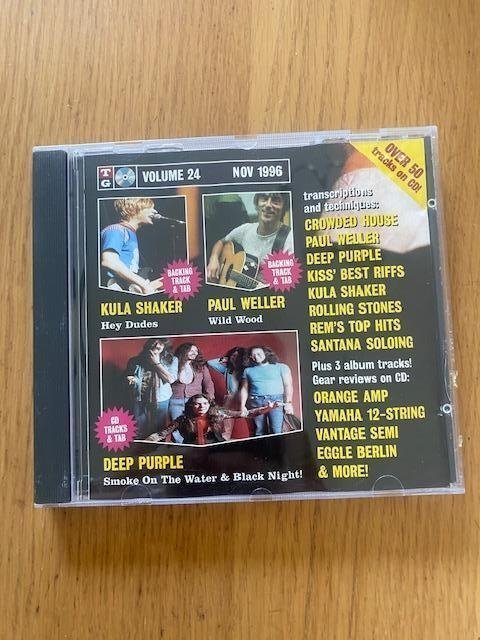 T
G
VOLUME 24
NOV 1996
OVER 50
tracks on CD!
BACKING
TRACK
& TAB
KULA SHAKER
Hey Dudes
BACKING
TRACK
& TAB
PAUL WELLER
Wild Wood
CD
TRACKS
& TAB
DEEP PURPLE
Smoke On The Water & Black Night!
transcriptions
and techniques:
CROWDED HOUSE
PAUL WELLER
DEEP PURPLE
KISS' BEST RIFFS
KULA SHAKER
ROLLING STONES
REM'S TOP HITS
SANTANA SOLOING
Plus 3 album tracks!
Gear reviews on CD:
ORANGE AMP
YAMAHA 12-STRING
VANTAGE SEMI
EGGLE BERLIN
& MORE!